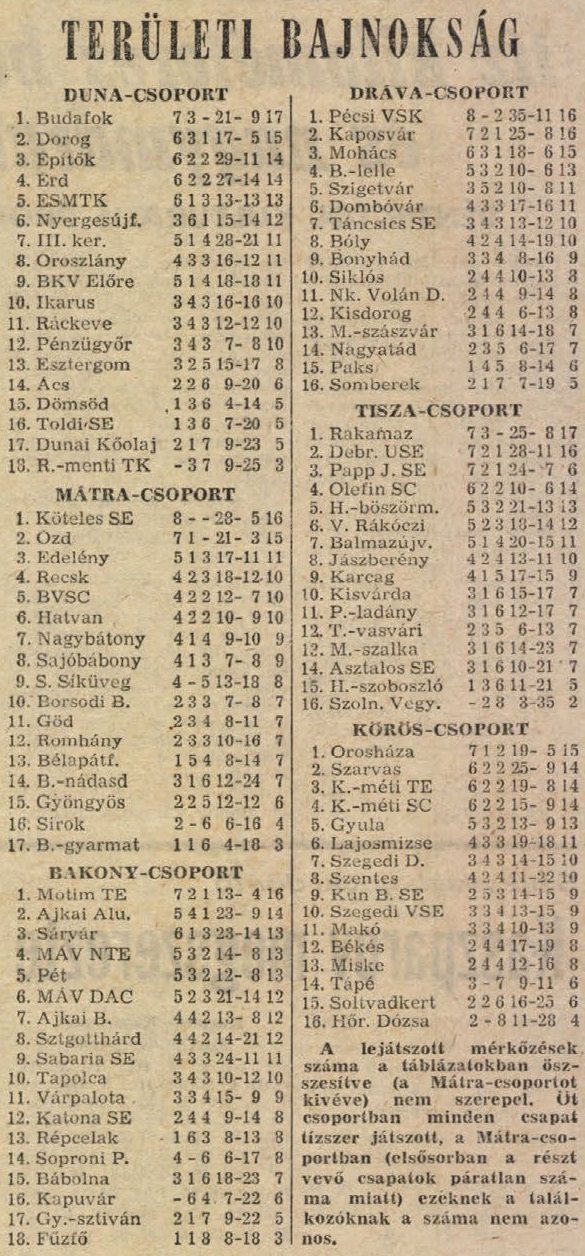 TERÜLETI BAJNOKSÁG
DUNA-CSOPORT
1. Budafok 7 3 - 21- 9 17
2. Dorog 6 3 1 17- 5 15
3. Építők 6 2 2 29-11 14
4. Érd 6 2 2 27-14 14
5. ESMTK 6 1 3 13-13 13
6. Nyergesújf. 3 6 1 15-14 12
7. III. ker. 5 1 4 28-21 11
8. Oroszlány 4 3 3 16-12 11
9. BKV Előre 5 1 4 18-18 11
10. Ikarus 3 4 3 16-16 10
11. Ráckeve 3 4 3 12-12 10
12. Pénzügyőr 3 4 3 7- 8 10
13. Esztergom 3 2 5 15-17 8
14. Ács 2 2 6 9-20 6
15. Dömsöd 1 3 6 4-14 5
16. Toldi SE 1 3 6 7-20 5
17. Dunai Kőolaj 2 1 7 9-23 5
18. R.-menti TK - 3 7 9-25 3
MÁTRA-CSOPORT
1. Köteles SE 8 - - 28- 5 16
2. Ózd 7 1 - 21- 3 15
3. Edelény 5 1 3 17-11 11
4. Recsk 4 2 3 18-12 10
5. BVSC 4 2 2 12- 7 10
6. Hatvan 4 2 2 10- 9 10
7. Nagybátony 4 1 4 9-10 9
8. Sajóbábony 4 1 3 7- 8 9
9. S. Síküveg 4 - 5 13-18 8
10. Borsodi B. 2 3 3 7- 8 7
11. Göd 2 3 4 8-11 7
12. Romhány 2 3 3 10-16 7
13. Bélapátf. 1 5 4 8-14 7
14. B.-nádasd 3 1 6 12-24 7
15. Gyöngyös 2 2 5 12-12 6
16. Sirok 2 - 6 6-16 4
17. B.-gyarmat 1 1 6 4-18 3
BAKONY-CSOPORT
1. Motim TE 7 2 1 13- 4 16
2. Ajkai Alu. 5 4 1 23- 9 14
3. Sárvár 6 1 3 23-14 13
4. MÁV NTE 5 3 2 14- 8 13
5. Pét 5 3 2 12- 8 13
6. MÁV DAC 5 2 3 21-14 12
7. Ajkai B. 4 4 2 13- 8 12
8. Sztgotthárd 4 4 2 14-21 12
9. Sabaria SE 4 3 3 24-11 11
10. Tapolca 3 4 3 10-12 10
11. Várpalota 3 3 4 15- 9 9
12. Katona SE 2 4 4 9-14 8
13. Répcelak 1 6 3 8-13 8
14. Soproni P. 4 - 6 6-17 8
15. Bábolna 3 1 6 18-23 7
16. Kapuvár - 6 4 7-22 6
17. Gy.-sztiván 2 1 7 9-22 5
18. Fűzfő 1 1 8 8-18 3
DRÁVA-CSOPORT
1. Pécsi VSK 8 - 2 35-11 16
2. Kaposvár 7 2 1 25- 8 16
3. Mohács 6 3 1 18- 6 15
4. B.-lelle 5 3 2 10- 6 13
5. Szigetvár 3 5 2 10- 8 11
6. Dombóvár 4 3 3 17-16 11
7. Táncsics SE 3 4 3 13-12 10
8. Bóly 4 2 4 14-19 10
9. Bonyhád 3 3 4 8-16 9
10. Siklós 2 4 4 10-13 8
11. Nk. Volán D. 2 4 4 9-14 8
12. Kisdorog 2 4 4 6-13 8
13. M.-szászvár 3 1 6 14-18 7
14. Nagyatád 2 3 5 6-17 7
15. Paks 1 4 5 8-14 6
16. Somberek 2 1 7 7-19 5
TISZA-CSOPORT
1. Rakamaz 7 3 - 25- 8 17
2. Debr. USE 7 2 1 28-11 16
3. Papp J. SE 7 2 1 24- 7 6
4. Olefin SC 6 2 2 10- 6 14
5. H.-böszörm. 5 3 2 21-13 13
6. V. Rákóczi 5 2 3 18-14 12
7. Balmazújv. 5 1 4 20-15 11
8. Jászberény 4 2 4 13-11 10
9. Karcag 4 1 5 17-15 9
10. Kisvárda 3 1 6 15-17 7
11. P.-ladány 3 1 6 12-17 7
12. T.-vasvári 2 3 5 6-13 7
13. M.-szalka 3 1 6 14-23 7
14. Asztalos SE 3 1 6 10-21 7
15. H.-szoboszló 1 3 6 11-21 5
16. Szoln. Vegy. - 2 8 3-35 2
KÖRÖS-CSOPORT
1. Orosháza 7 1 2 19- 5 15
2. Szarvas 6 2 2 25- 9 14
3. K.-méti TE 6 2 2 19- 8 14
4. K.-méti SC 6 2 2 15- 9 14
5. Gyula 5 3 2 13- 9 13
6. Lajosmizse 4 3 3 19-18 11
7. Szegedi D. 3 4 3 14-15 10
8. Szentes 4 2 4 11-22 10
9. Kun B. SE 2 5 3 14-15 9
10. Szegedi VSE 3 3 4 13-15 9
11. Makó 3 3 4 10-13 9
12. Békés 2 4 4 17-19 8
13. Miske 2 4 4 12-16 8
14. Tápé 3 - 7 9-11 6
15. Soltvadkert 2 2 6 16-25 6
16. Hőr. Dózsa 2 - 8 11-28 4
A lejátszott mérkőzések
száma a táblázatokban ösz-
szesítve (a Mátra-csoportot
kivéve) nem szerepel. Öt
csoportban minden csapat
tízszer játszott, a Mátra-cso-
portban (elsősorban a részt
vevő csapatok páratlan szá-
ma miatt) ezeknek a talál-
kozóknak a száma nem azo-
nos.